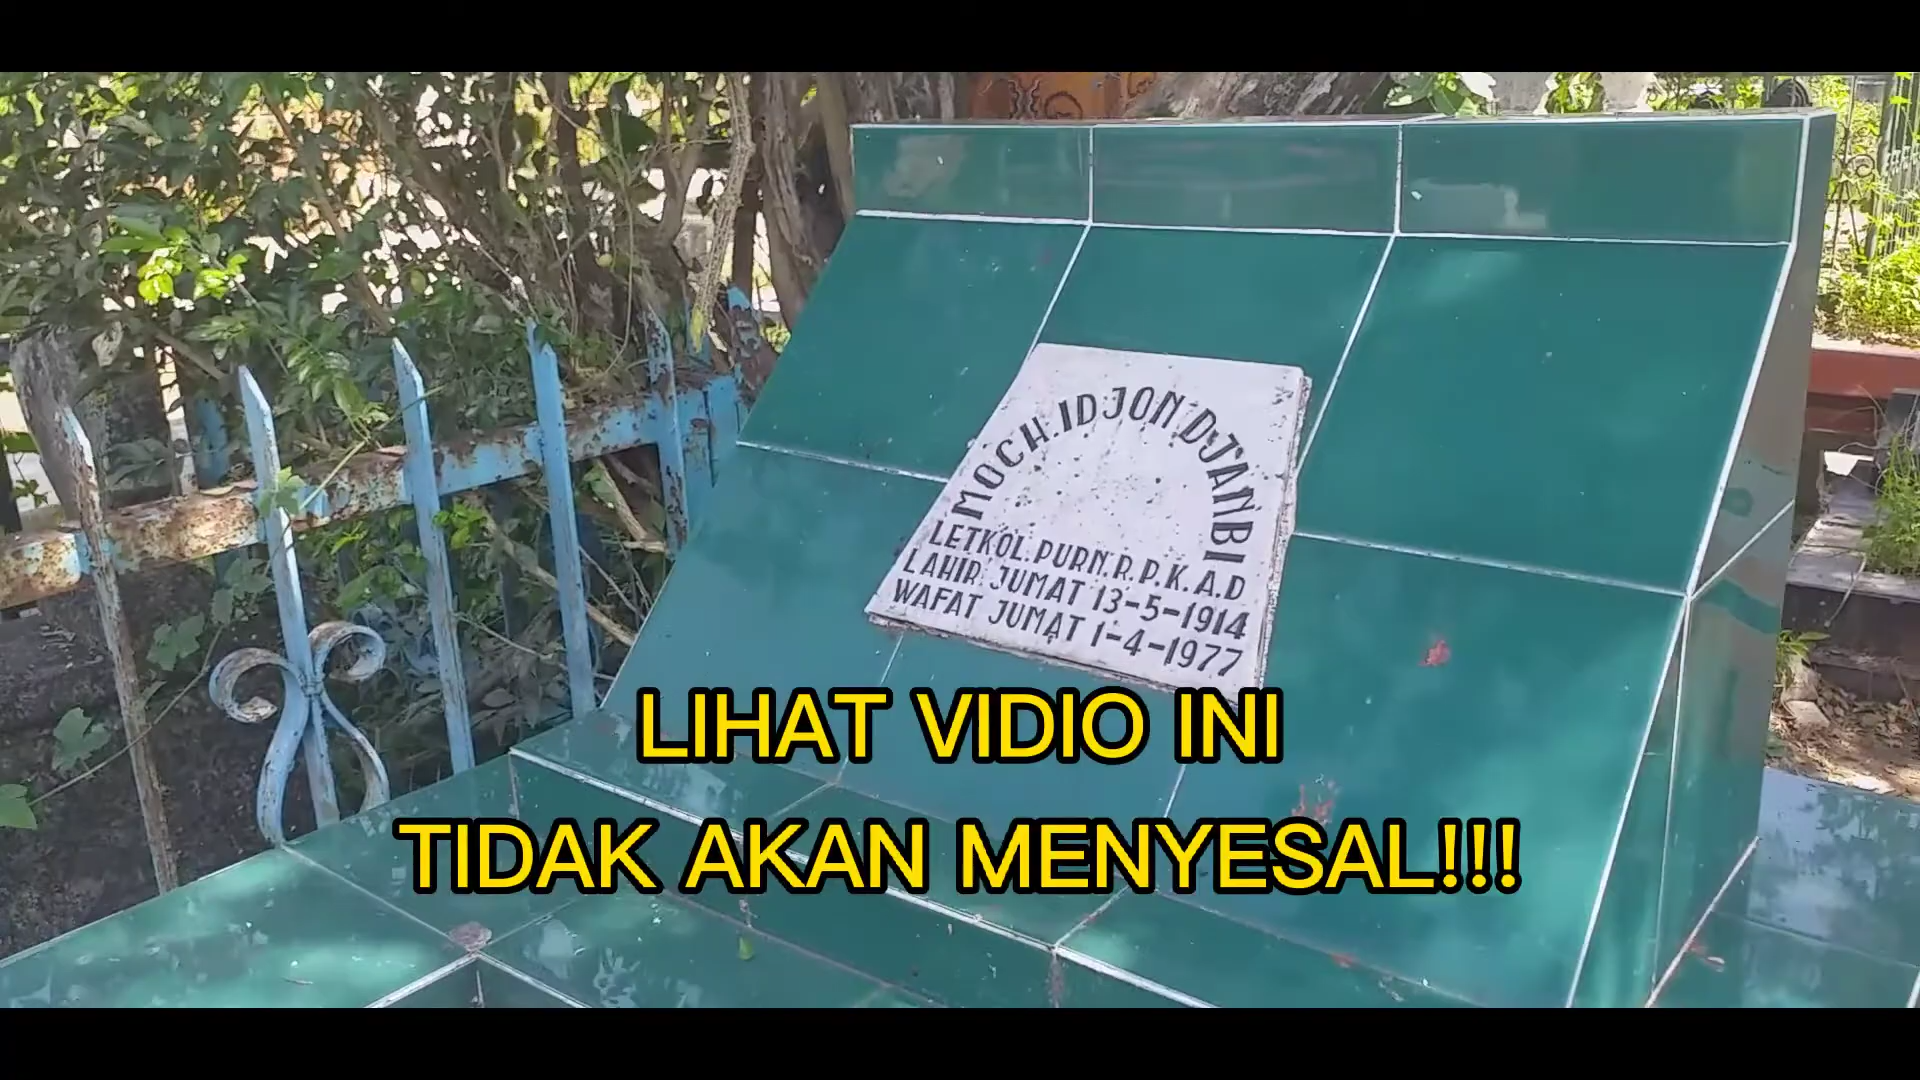 MOCH. IDJON DJANBI
LETKOL. PURN. R.P.K.A.D
LAHIR JUMAT 13-5-1914
WAFAT JUMAT 1-4-1977
LIHAT VIDIO INI
TIDAK AKAN MENYESAL!!!